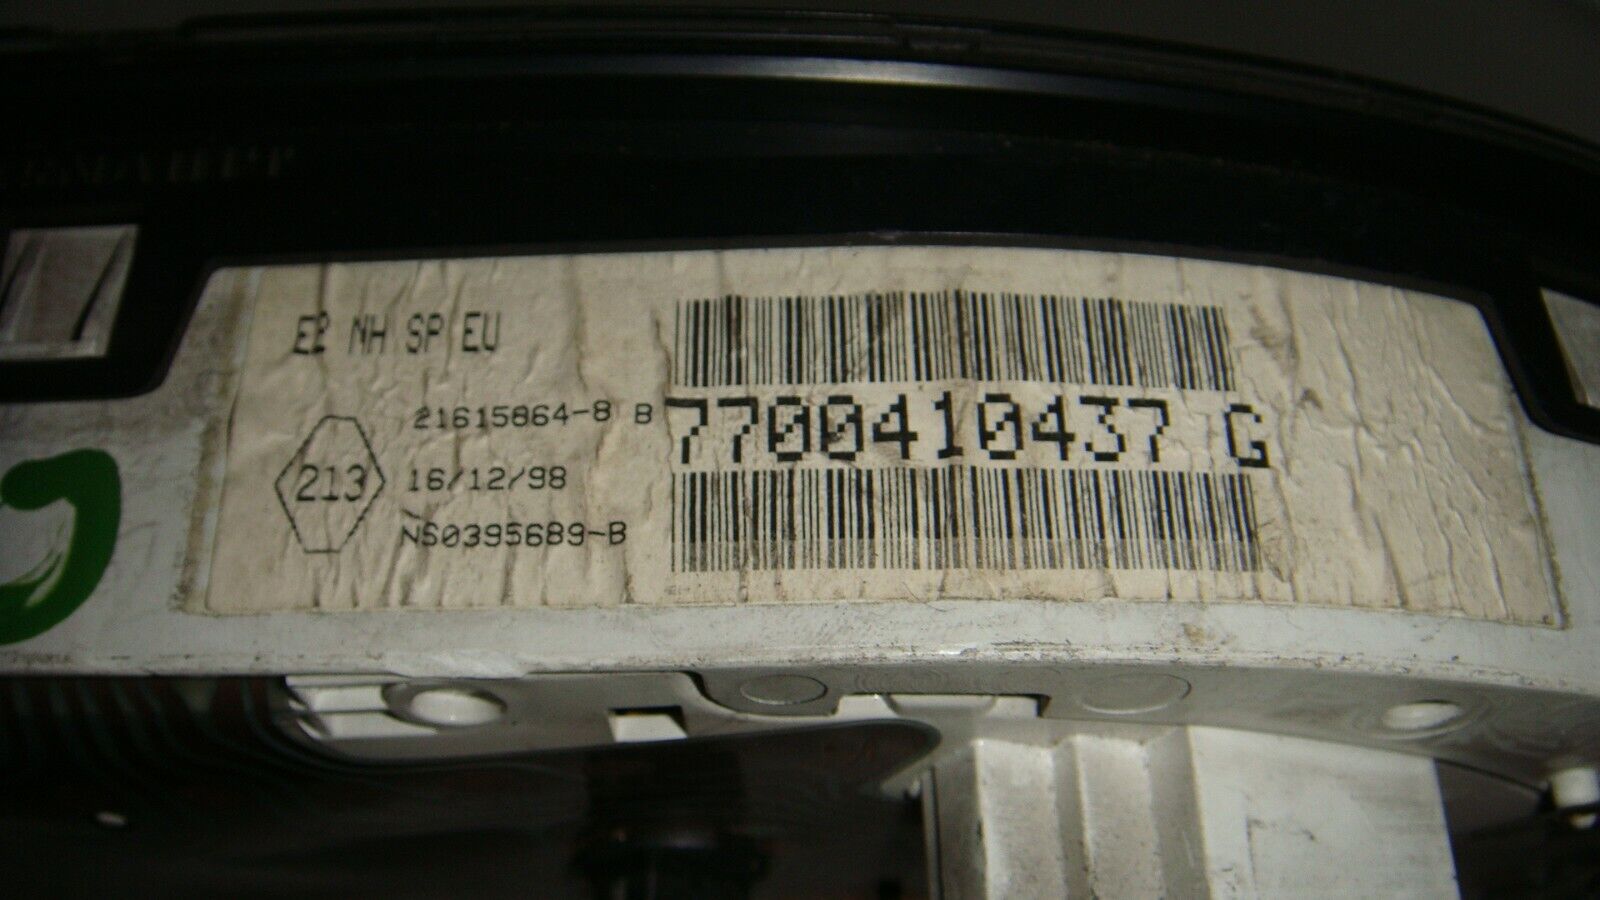 E2 NH SP EU
21615864-8 B
7700410437 G
213
16/12/98
NS0395689-B